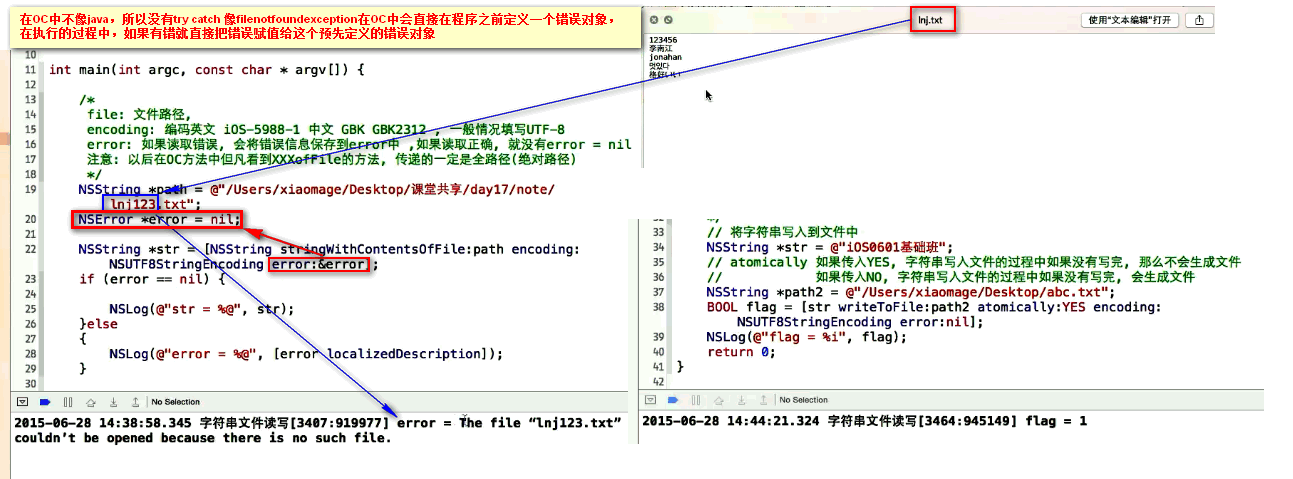 在OC中不像java，所以没有try catch 像filenotfoundexception在OC中会直接在程序之前定义一个错误对象，
在执行的过程中，如果有错就直接把错误赋值给这个预先定义的错误对象
10
11 int main(int argc, const char * argv[]) {
12
13 /*
14 file: 文件路径,
15 encoding: 编码英文 iOS-5988-1 中文 GBK GBK2312 , 一般情况填写UTF-8
16 error: 如果读取错误, 会将错误信息保存到error中 ,如果读取正确, 就没有error = nil
17 注意: 以后在OC方法中但凡看到XXXofFile的方法, 传递的一定是全路径(绝对路径)
18 */
19 NSString *path = @"/Users/xiaomage/Desktop/课堂共享/day17/note/
lnj123.txt";
20 NSError *error = nil;
21
22 NSString *str = [NSString stringWithContentsOfFile:path encoding:
NSUTF8StringEncoding error:&error];
23 if (error == nil) {
24
25 NSLog(@"str = %@", str);
26 }else
27 {
28 NSLog(@"error = %@", [error localizedDescription]);
29 }
30
No Selection
2015-06-28 14:38:58.345 字符串文件读写[3407:919977] error = The file “lnj123.txt”
couldn’t be opened because there is no such file.
lnj.txt
使用“文本编辑”打开
123456
李南江
jonahan
멋있다
32 */
33 // 将字符串写入到文件中
34 NSString *str = @"iOS0601基础班";
35 // atomically 如果传入YES, 字符串写入文件的过程中如果没有写完, 那么不会生成文件
36 // 如果传入NO, 字符串写入文件的过程中如果没有写完, 会生成文件
37 NSString *path2 = @"/Users/xiaomage/Desktop/abc.txt";
38 BOOL flag = [str writeToFile:path2 atomically:YES encoding:
NSUTF8StringEncoding error:nil];
39 NSLog(@"flag = %i", flag);
40 return 0;
41 }
42
No Selection
2015-06-28 14:44:21.324 字符串文件读写[3464:945149] flag = 1